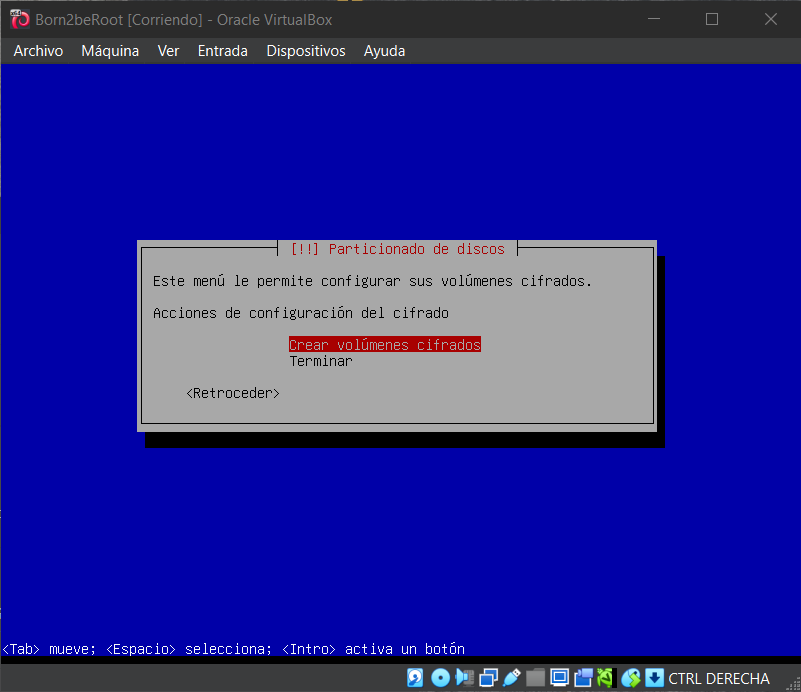 Born2beRoot [Corriendo] - Oracle VirtualBox
Archivo Máquina Ver Entrada Dispositivos Ayuda
[!!] Particionado de discos
Este menú le permite configurar sus volúmenes cifrados.
Acciones de configuración del cifrado
Crear volúmenes cifrados
Terminar
<Retroceder>
<Tab> mueve; <Espacio> selecciona; <Intro> activa un botón
CTRL DERECHA